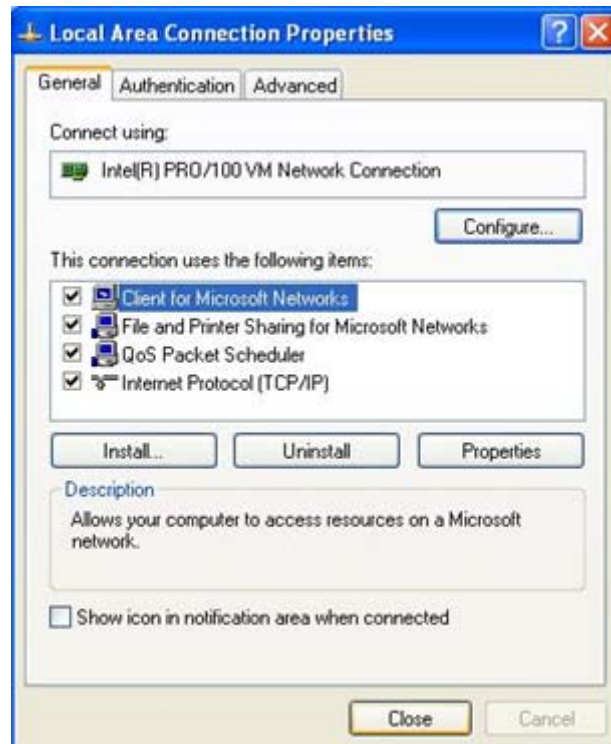 Local Area Connection Properties
General Authentication Advanced
Connect using:
Intel(R) PRO/100 VM Network Connection
Configure...
This connection uses the following items:
Client for Microsoft Networks
File and Printer Sharing for Microsoft Networks
QoS Packet Scheduler
Internet Protocol (TCP/IP)
Install... Uninstall Properties
Description
Allows your computer to access resources on a Microsoft
network.
Show icon in notification area when connected
Close Cancel